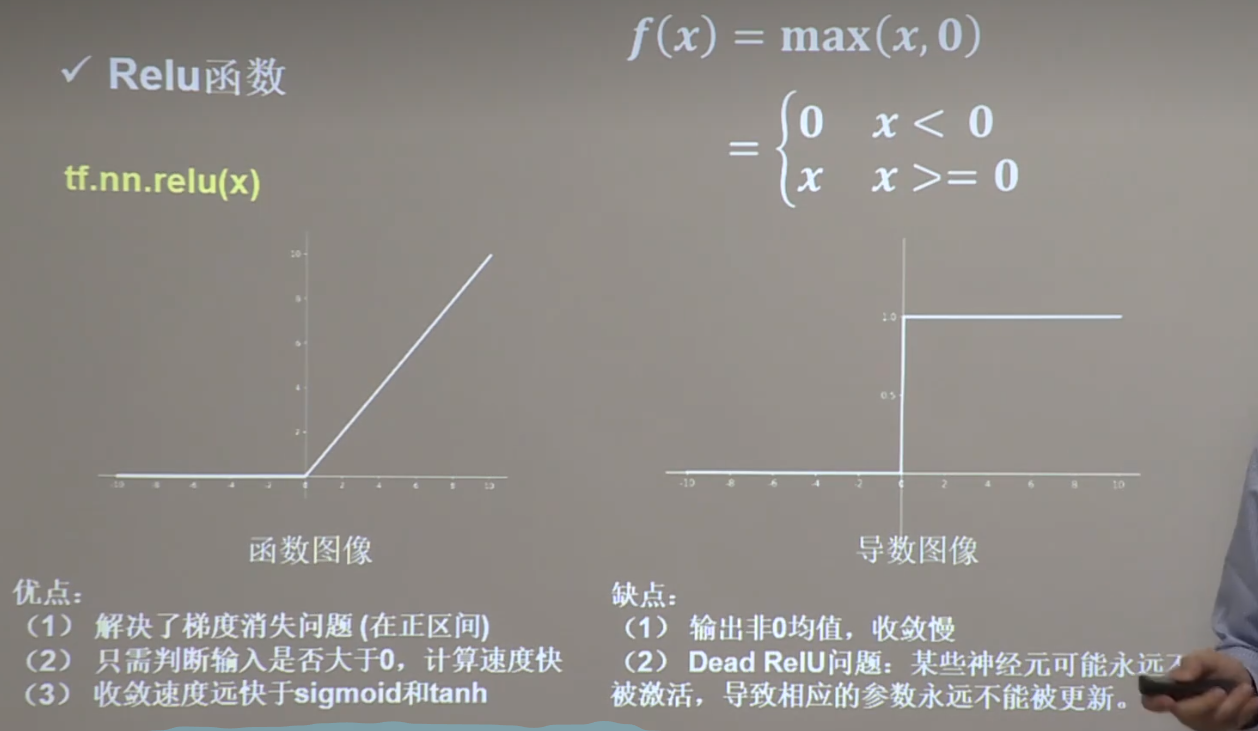 ✓ Relu函数
f(x) = max(x, 0)
= { 0 x < 0
x x >= 0
tf.nn.relu(x)
10
8
6
4
2
-10 -8 -6 -4 -2 0 2 4 6 8 10
函数图像
1.0
0.5
-10 -8 -6 -4 -2 0 2 4 6 8 10
导数图像
优点:
（1） 解决了梯度消失问题 (在正区间)
（2） 只需判断输入是否大于0，计算速度快
（3） 收敛速度远快于sigmoid和tanh
缺点:
（1） 输出非0均值，收敛慢
（2） Dead RelU问题：某些神经元可能永远不
被激活，导致相应的参数永远不能被更新。